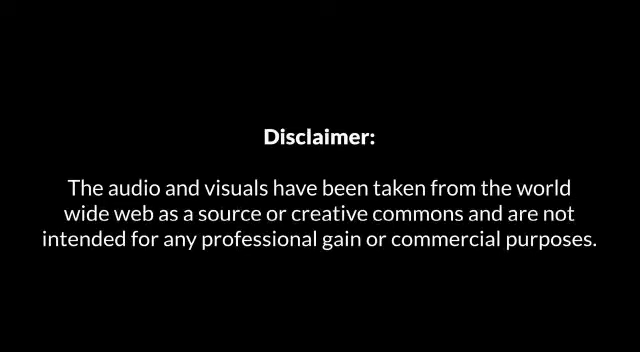 Disclaimer:
The audio and visuals have been taken from the world
wide web as a source or creative commons and are not
intended for any professional gain or commercial purposes.